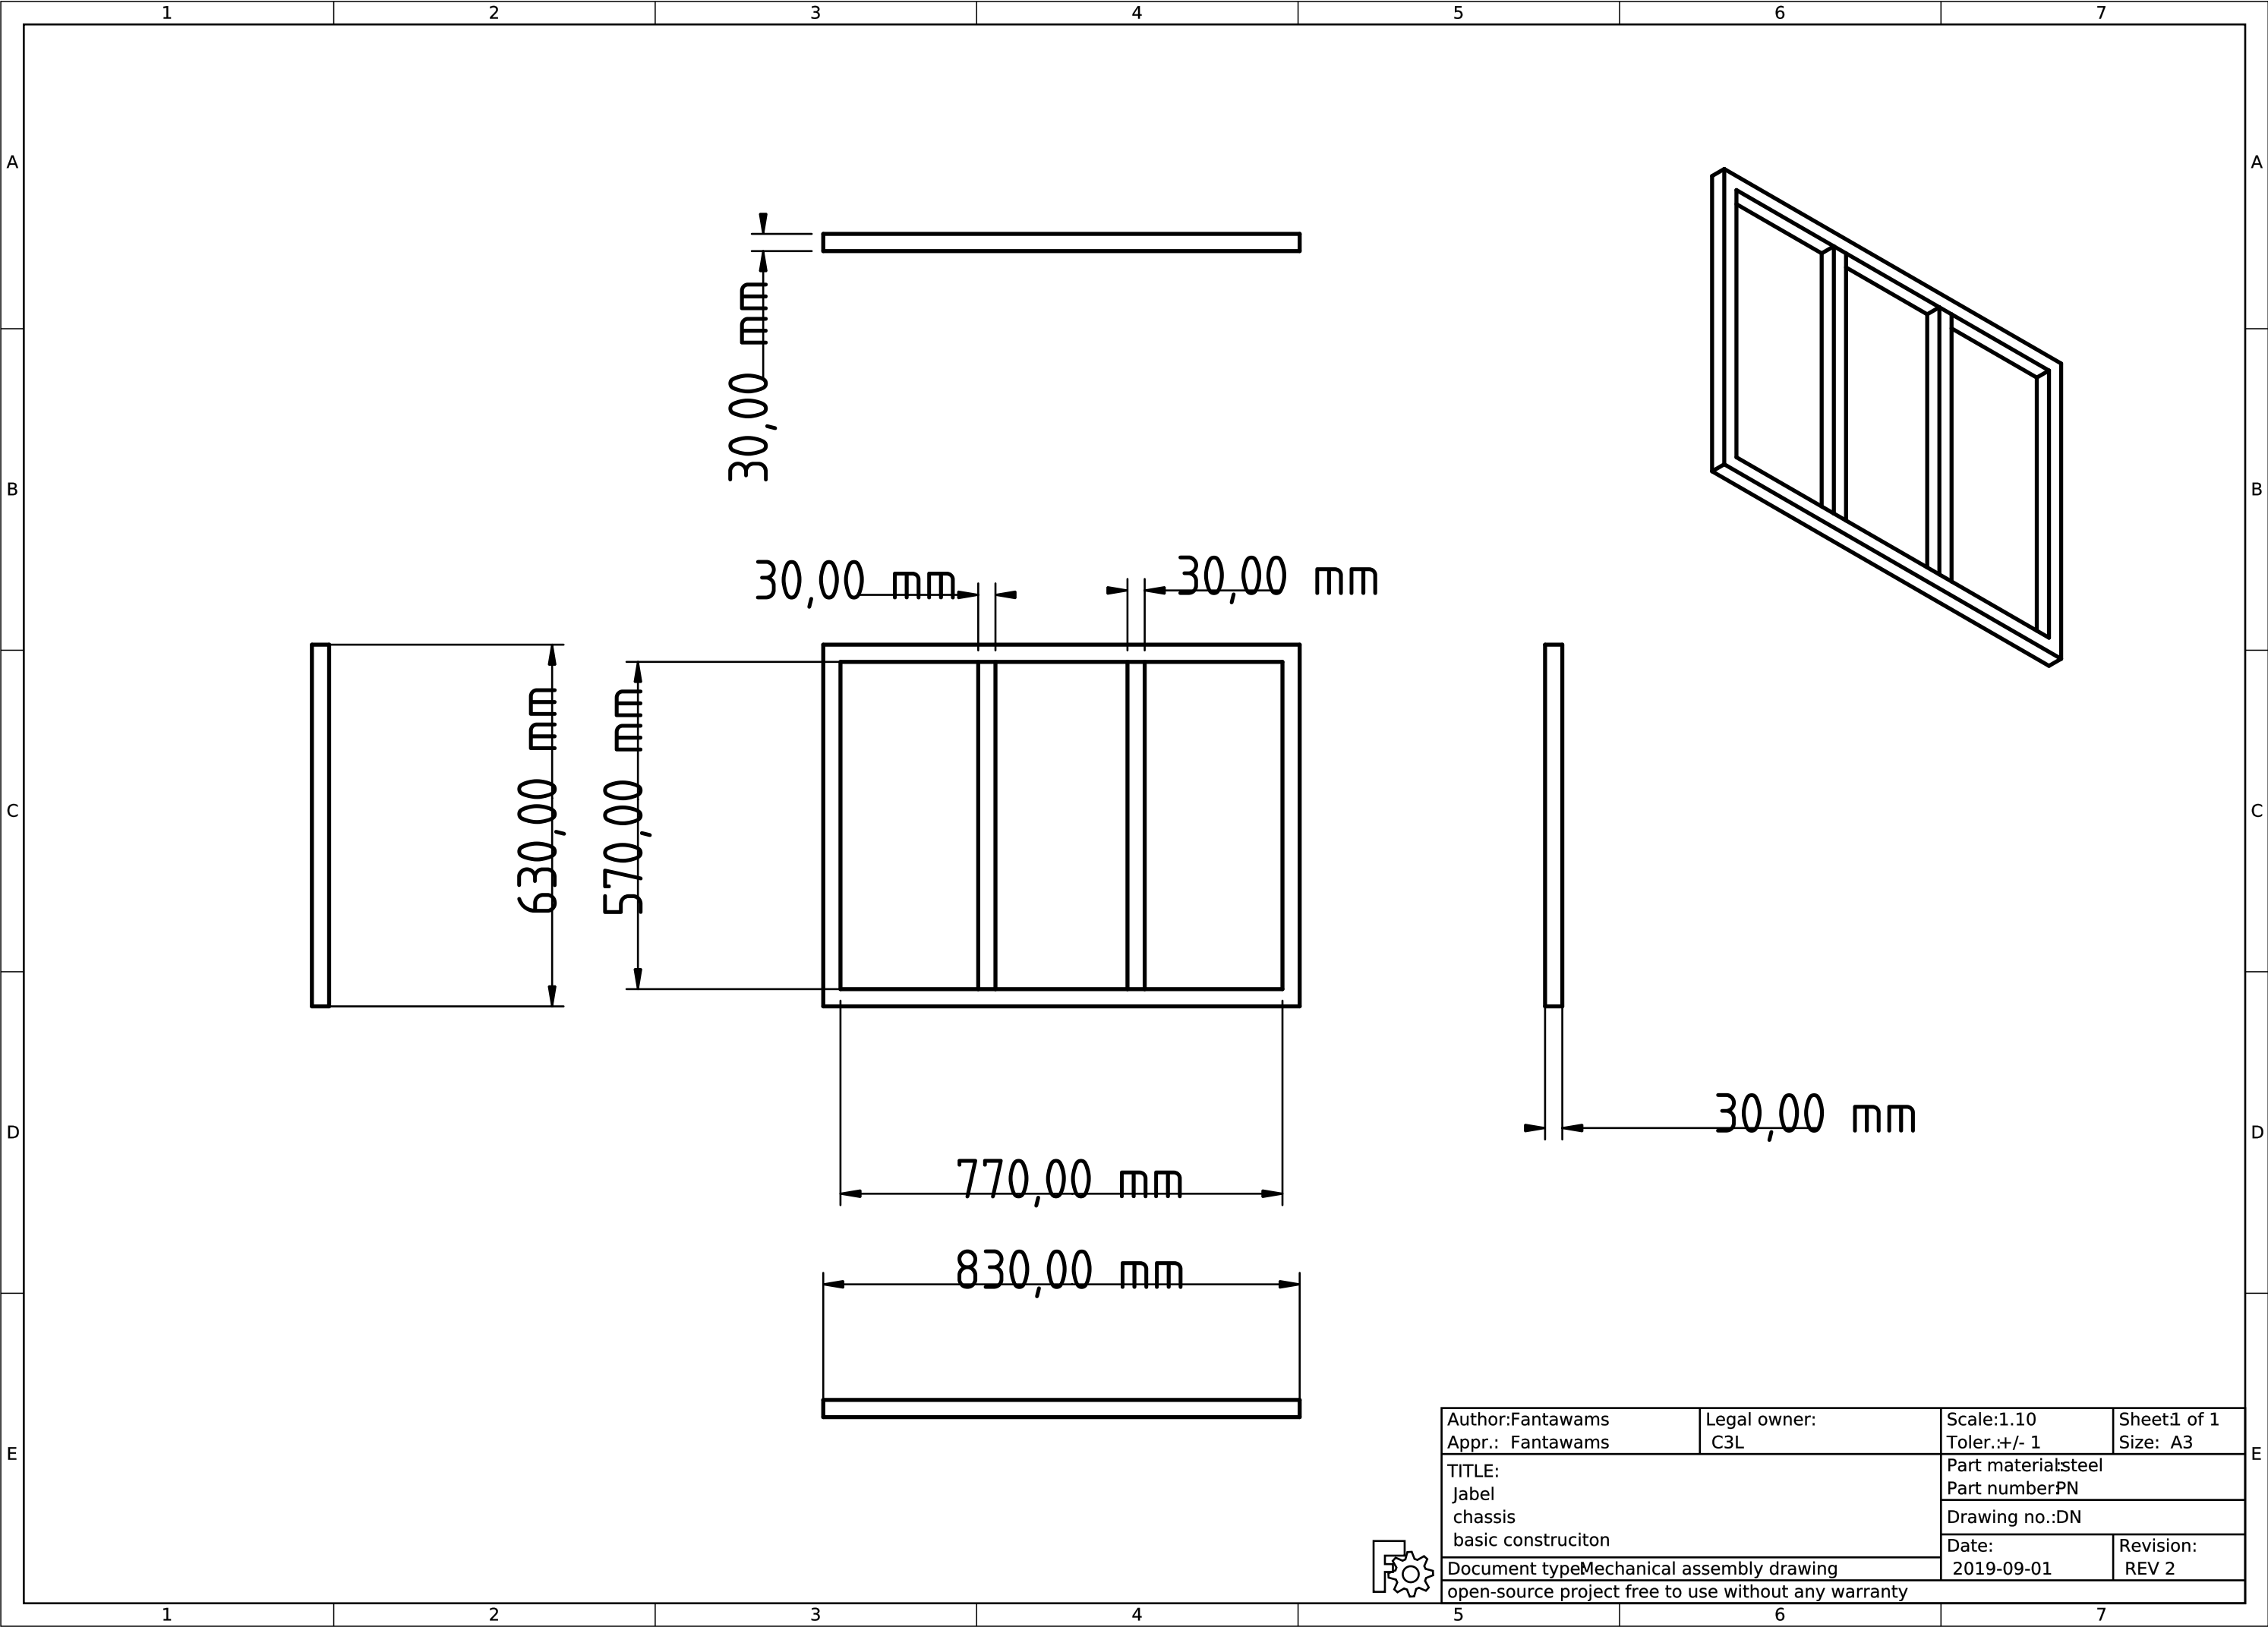 1 2 3 4 5 6 7
A A
30,00 mm
B B
30,00 mm 30,00 mm
630,00 mm 570,00 mm
C C
30,00 mm
D D
770,00 mm
830,00 mm
Author:Fantawams Legal owner: Scale:1.10 Sheet:1 of 1
Appr.: Fantawams C3L Toler.:+/- 1 Size: A3
E E
TITLE: Part material:steel
Jabel Part number:PN
chassis Drawing no.:DN
basic construciton
Date: Revision:
Document type:Mechanical assembly drawing 2019-09-01 REV 2
open-source project free to use without any warranty
1 2 3 4 5 6 7